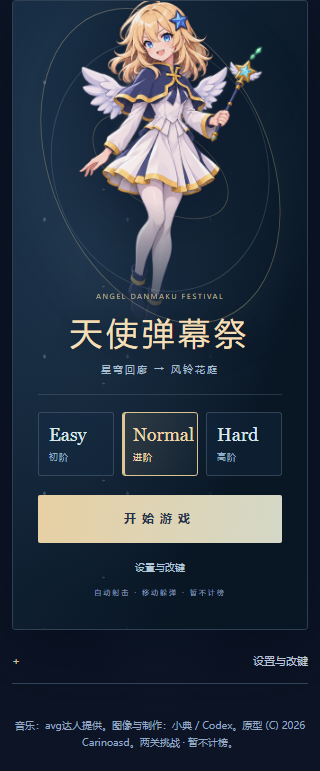 ANGEL DANMAKU FESTIVAL
天使弹幕祭
星穹回廊 → 风铃花庭
Easy
初阶
Normal
进阶
Hard
高阶
开始游戏
设置与改键
自动射击 · 移动躲弹 · 暂不计榜
+ 设置与改键
音乐：avg达人提供。图像与制作：小典 / Codex。原型 (C) 2026
Carinoasd。两关挑战 · 暂不计榜。